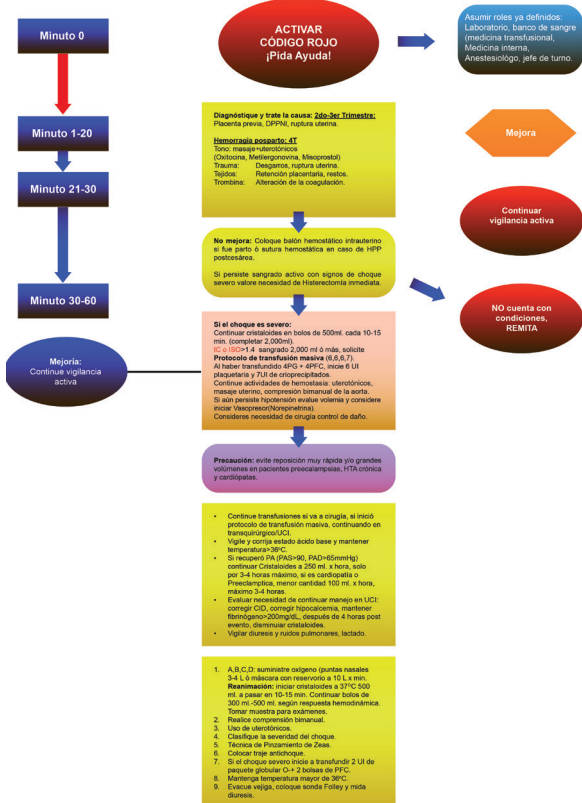 Minuto 0
Minuto 1-20
Minuto 21-30
Minuto 30-60
Mejoría:
Continue vigilancia
activa
ACTIVAR
CÓDIGO ROJO
¡Pida Ayuda!
Asumir roles ya definidos:
Laboratorio, banco de sangre
(medicina transfusional,
Medicina interna,
Anestesiológo, jefe de turno.
Diagnóstique y trate la causa: 2do-3er Trimestre:
Placenta previa, DPPNI, ruptura uterina.
Hemorragia posparto: 4T
Tono: masaje+uterotónicos
(Oxitocina, Metilergonovina, Misoprostol)
Trauma: Desgarros, ruptura uterina.
Tejidos: Retención placentaria, restos.
Trombina: Alteración de la coagulación.
Mejora
Continuar
vigilancia activa
No mejora: Coloque balón hemostático intrauterino
si fue parto ó sutura hemostática en caso de HPP
postcesárea.
Si persiste sangrado activo con signos de choque
severo valore necesidad de Histerectomía inmediata.
NO cuenta con
condiciones,
REMITA
Si el choque es severo:
Continuar cristaloides en bolos de 500ml. cada 10-15
min. (completar 2,000ml).
IC o ISO>1.4 sangrado 2,000 ml ó más, solicite
Protocolo de transfusión masiva (6,6,6,7).
Al haber transfundido 4PG + 4PFC, inicie 6 UI
plaquetaria y 7UI de crioprecipitados.
Continue actividades de hemostasia: uterotónicos,
masaje uterino, compresión bimanual de la aorta.
Si aún persiste hipotensión evalue volemia y considere
iniciar Vasopresor(Norepinetrina).
Consideres necesidad de cirugía control de daño.
Precaución: evite reposición muy rápida y/o grandes
volúmenes en pacientes preecalampsias, HTA crónica
y cardiópatas.
• Continue transfusiones si va a cirugía, si inició
protocolo de transfusión masiva, continuando en
transquirúrgico/UCI.
• Vigile y corrija estado ácido base y mantener
temperatura>36ºC.
• Si recuperó PA (PAS>90, PAD>65mmHg)
continuar Cristaloides a 250 ml. x hora, solo
por 3-4 horas máximo, si es cardiopatía o
Preeclamptica, menor cantidad 100 ml. x hora,
máximo 3-4 horas.
• Evaluar necesidad de continuar manejo en UCI:
corregir CID, corregir hipocalcemia, mantener
fibrinógeno>200mg/dL, después de 4 horas post
evento, disminuiar cristaloides.
• Vigilar diuresis y ruidos pulmonares, lactado.
1. A,B,C,D: suministre oxígeno (puntas nasales
3-4 L ó máscara con reservorio a 10 L x min.
Reanimación: iniciar cristaloides a 37ºC 500
ml. a pasar en 10-15 min. Continuar bolos de
300 ml.-500 ml. según respuesta hemodinámica.
Tomar muestra para exámenes.
2. Realice comprensión bimanual.
3. Uso de uterotónicos.
4. Clasifique la severidad del choque.
5. Técnica de Pinzamiento de Zeas.
6. Colocar traje antichoque.
7. Si el choque severo inicie a transfundir 2 UI de
paquete globular O-+ 2 bolsas de PFC.
8. Mantenga temperatura mayor de 36ºC.
9. Evacue vejiga, coloque sonda Folley y mida
diuresis.